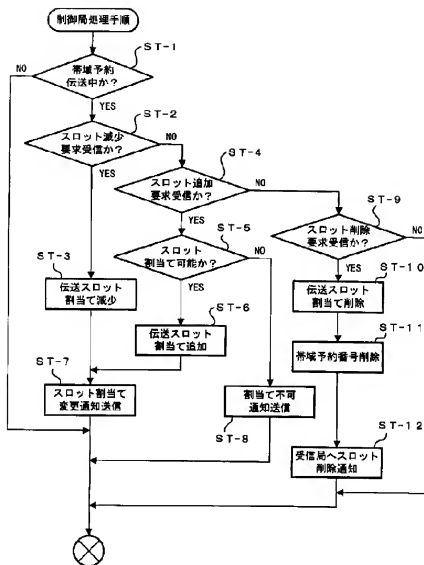 制御局処理手順
ST-1
帯域予約
伝送中か？
NO
YES
ST-2
スロット減少
要求受信か？
NO
YES
ST-4
スロット追加
要求受信か？
NO
YES
ST-9
スロット削除
要求受信か？
NO
YES
ST-5
スロット
割当て可能か？
NO
YES
ST-3
伝送スロット
割当て減少
ST-10
伝送スロット
割当て削除
ST-6
伝送スロット
割当て追加
ST-11
帯域予約番号削除
ST-7
スロット割当て
変更通知送信
割当て不可
通知送信
ST-8
ST-12
受信局へスロット
削除通知